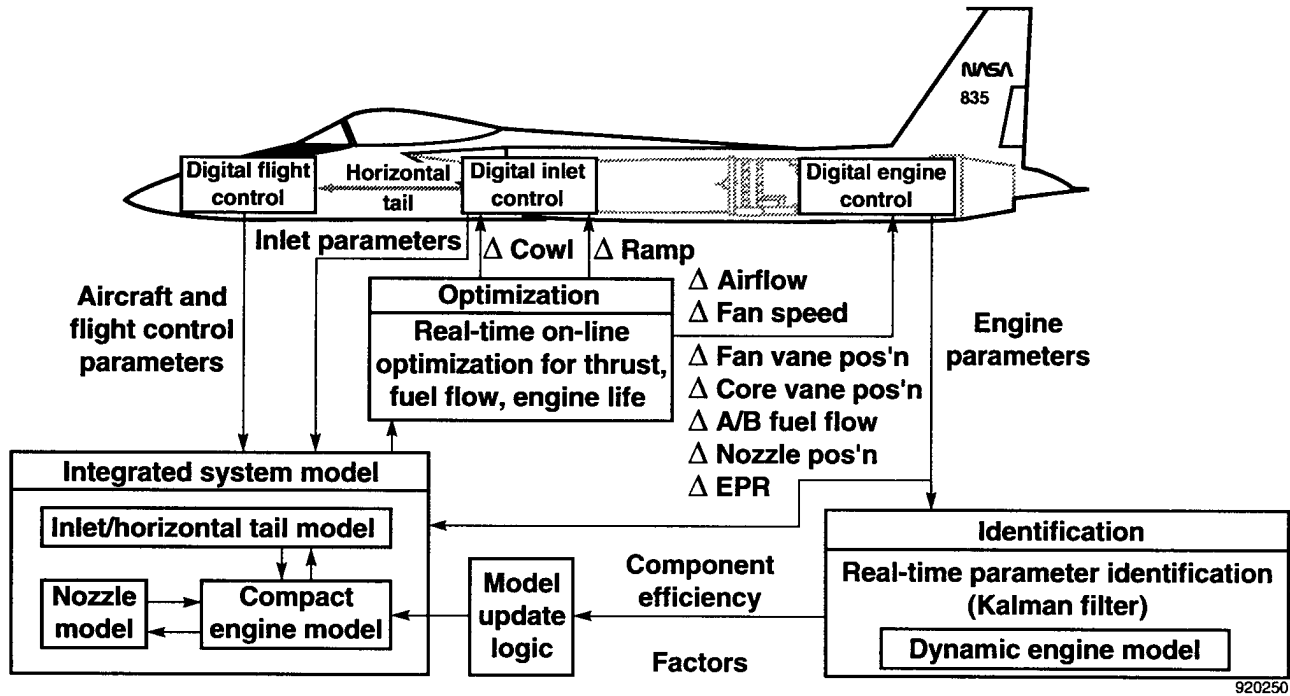 NASA
835
Digital flight
control
Horizontal
tail
Digital inlet
control
Digital engine
control
Inlet parameters
Δ Cowl
Δ Ramp
Aircraft and
flight control
parameters
Optimization
Real-time on-line
optimization for thrust,
fuel flow, engine life
Δ Airflow
Δ Fan speed
Δ Fan vane pos'n
Δ Core vane pos'n
Δ A/B fuel flow
Δ Nozzle pos'n
Δ EPR
Engine
parameters
Integrated system model
Inlet/horizontal tail model
Nozzle
model
Compact
engine model
Model
update
logic
Component
efficiency
Factors
Identification
Real-time parameter identification
(Kalman filter)
Dynamic engine model
920250